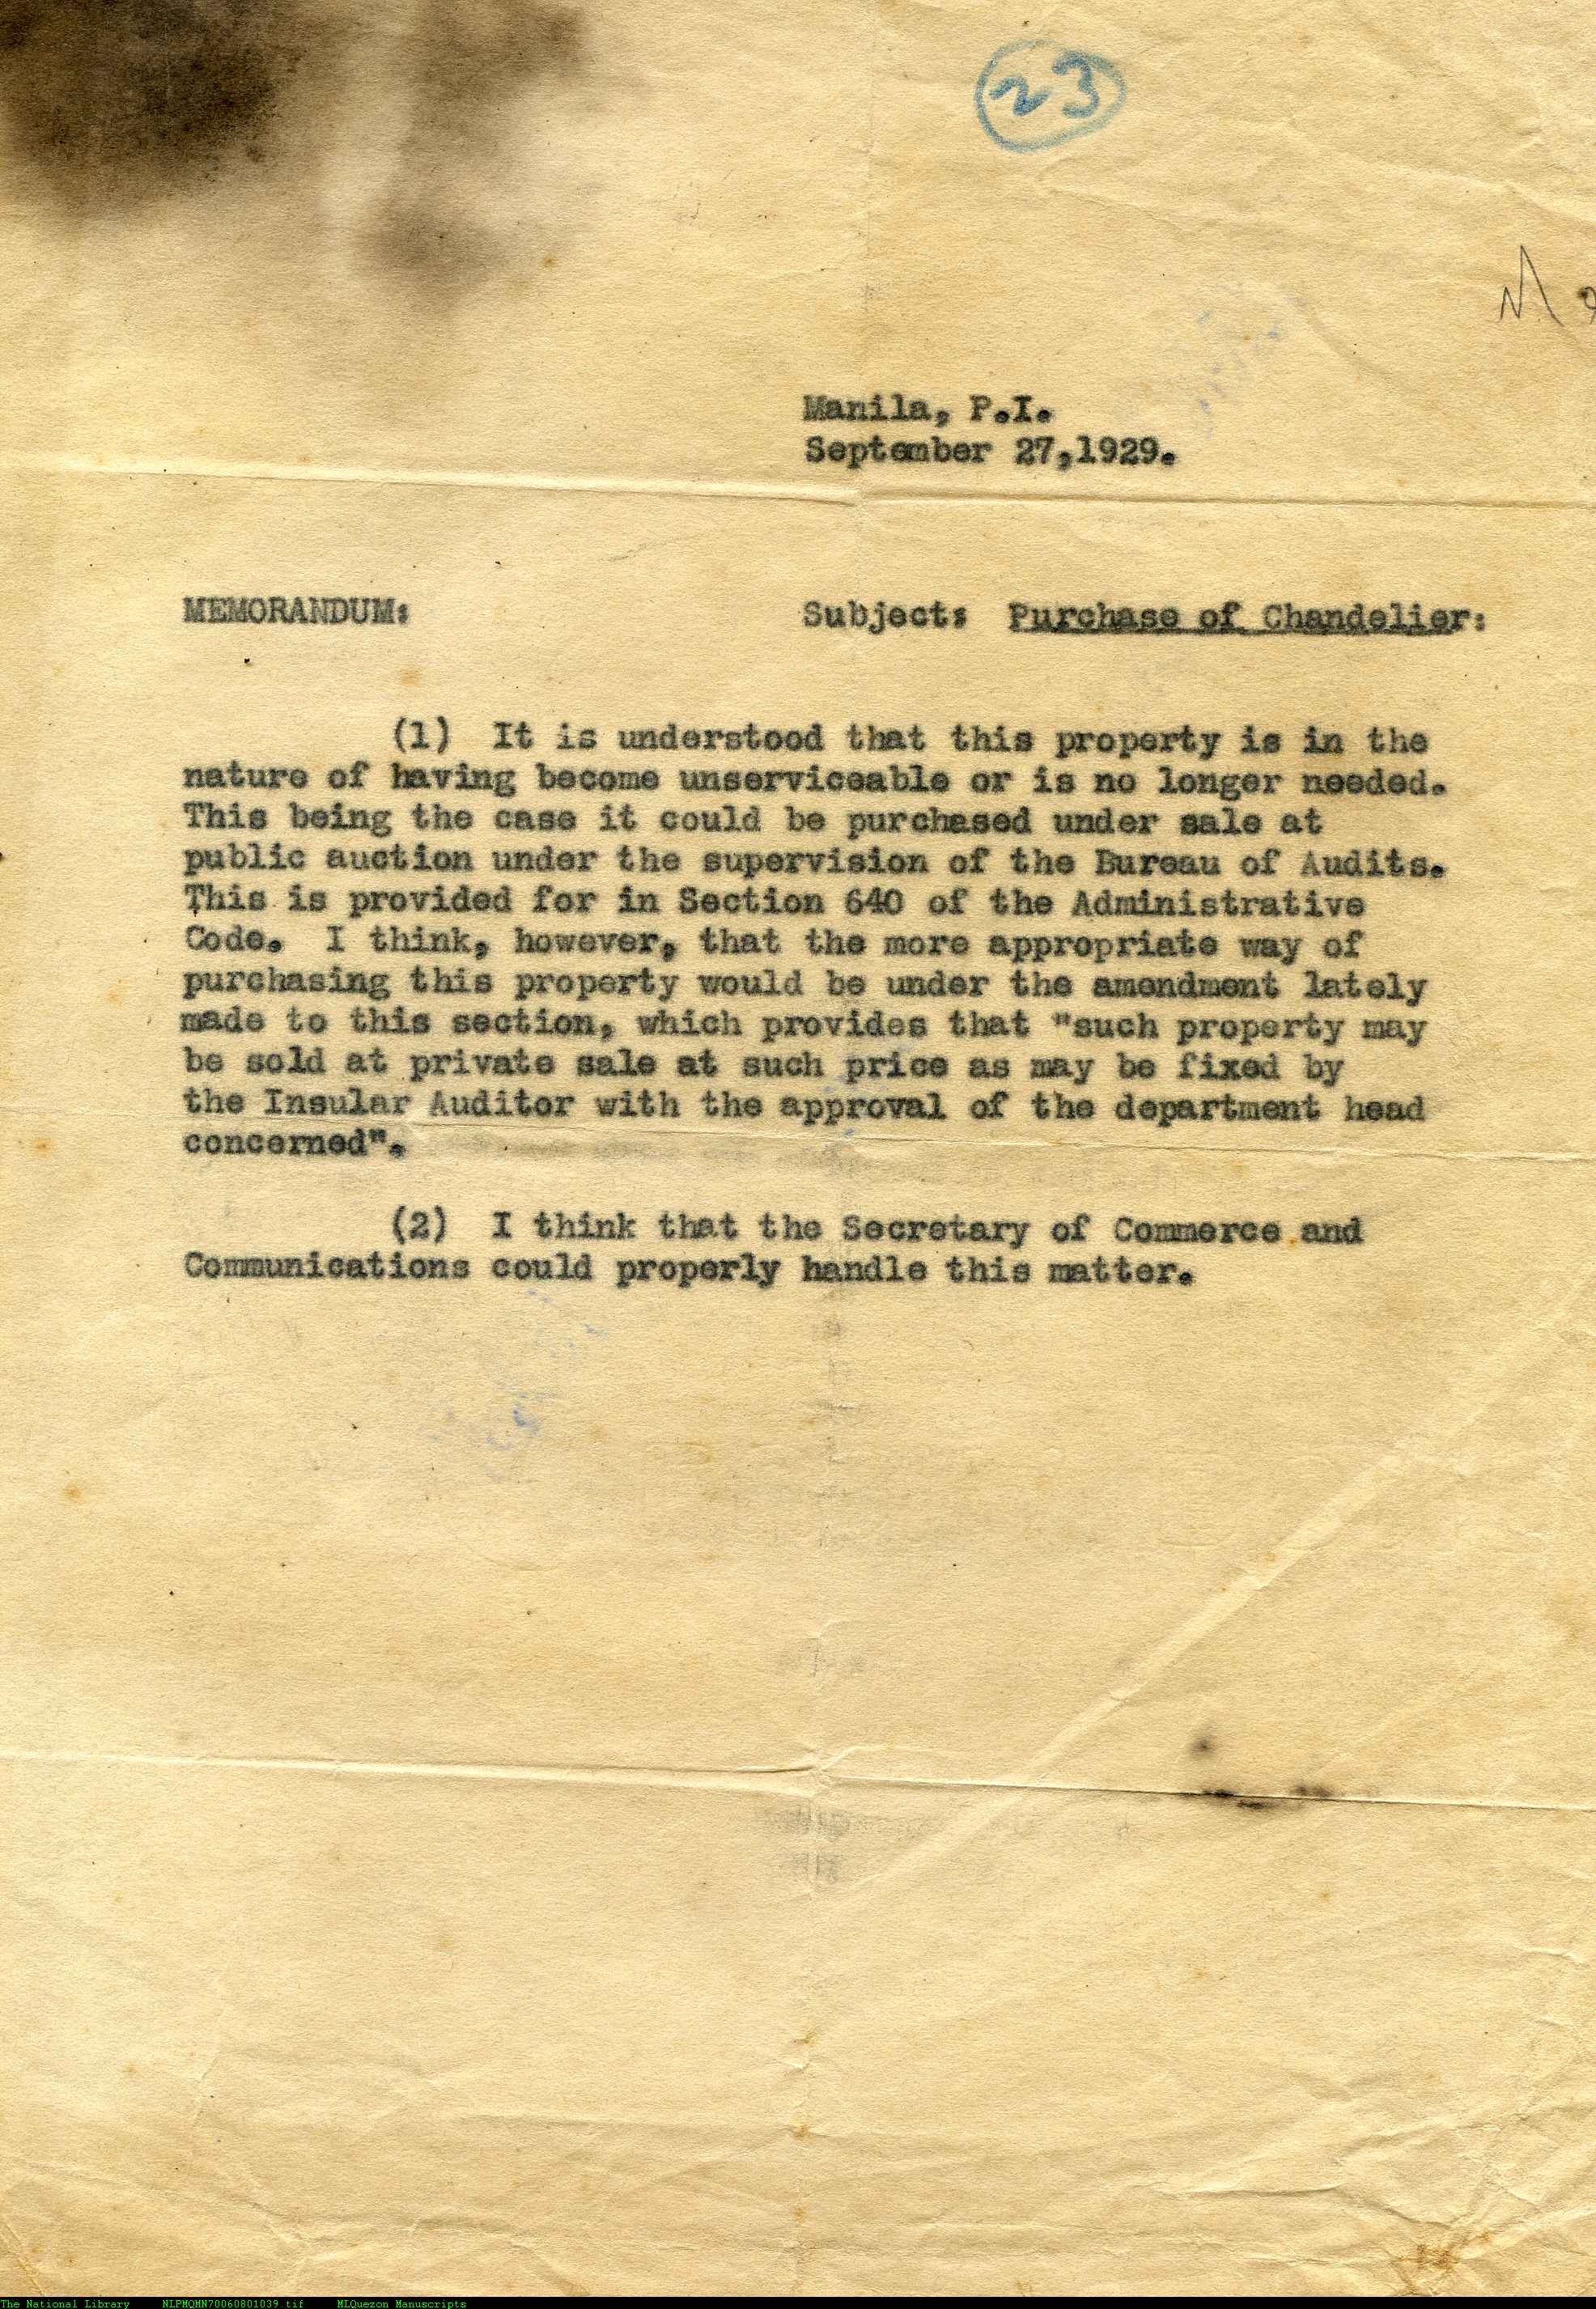 23
Manila, P.I.
September 27,1929.
MEMORANDUM:
Subject: Purchase of Chandelier:
(1) It is understood that this property is in the
nature of having become unserviceable or is no longer needed.
This being the case it could be purchased under sale at
public auction under the supervision of the Bureau of Audits.
This is provided for in Section 640 of the Administrative
Code. I think, however, that the more appropriate way of
purchasing this property would be under the amendment lately
made to this section, which provides that "such property may
be sold at private sale at such price as may be fixed by
the Insular Auditor with the approval of the department head
concerned".
(2) I think that the Secretary of Commerce and
Communications could properly handle this matter.
The National Library NLPMQMN70060801039.tif MLQuezon Manuscripts